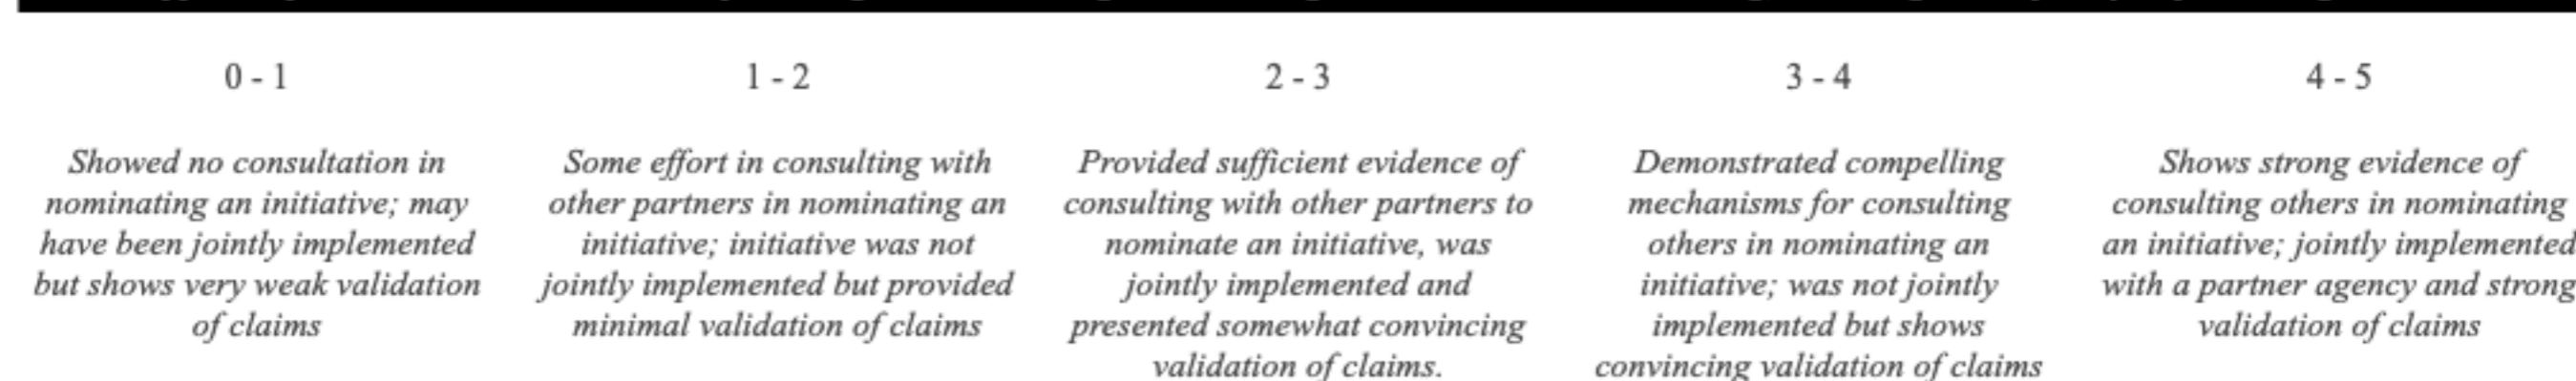 0 - 1
Showed no consultation in
nominating an initiative; may
have been jointly implemented
but shows very weak validation
of claims
1 - 2
Some effort in consulting with
other partners in nominating an
initiative; initiative was not
jointly implemented but provided
minimal validation of claims
2 - 3
Provided sufficient evidence of
consulting with other partners to
nominate an initiative, was
jointly implemented and
presented somewhat convincing
validation of claims.
3 - 4
Demonstrated compelling
mechanisms for consulting
others in nominating an
initiative; was not jointly
implemented but shows
convincing validation of claims
4 - 5
Shows strong evidence of
consulting others in nominating
an initiative; jointly implemented
with a partner agency and strong
validation of claims